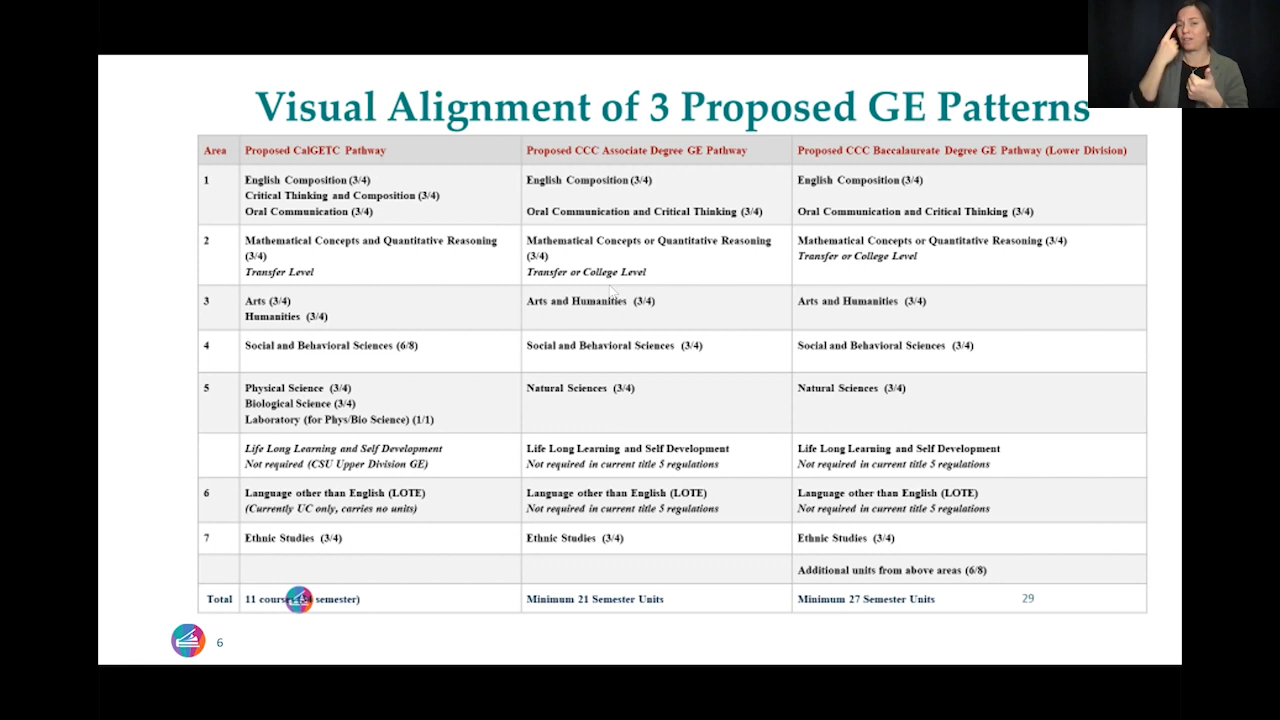 Visual Alignment of 3 Proposed GE Patterns
Area Proposed CalGETC Pathway Proposed CCC Associate Degree GE Pathway Proposed CCC Baccalaureate Degree GE Pathway (Lower Division)
1 English Composition (3/4) English Composition (3/4) English Composition (3/4)
Critical Thinking and Composition (3/4)
Oral Communication (3/4) Oral Communication and Critical Thinking (3/4) Oral Communication and Critical Thinking (3/4)
2 Mathematical Concepts and Quantitative Reasoning Mathematical Concepts or Quantitative Reasoning Mathematical Concepts or Quantitative Reasoning (3/4)
(3/4) (3/4) Transfer or College Level
Transfer Level Transfer or College Level
3 Arts (3/4) Arts and Humanities (3/4) Arts and Humanities (3/4)
Humanities (3/4)
4 Social and Behavioral Sciences (6/8) Social and Behavioral Sciences (3/4) Social and Behavioral Sciences (3/4)
5 Physical Science (3/4) Natural Sciences (3/4) Natural Sciences (3/4)
Biological Science (3/4)
Laboratory (for Phys/Bio Science) (1/1)
Life Long Learning and Self Development Life Long Learning and Self Development Life Long Learning and Self Development
Not required (CSU Upper Division GE) Not required in current title 5 regulations Not required in current title 5 regulations
6 Language other than English (LOTE) Language other than English (LOTE) Language other than English (LOTE)
(Currently UC only, carries no units) Not required in current title 5 regulations Not required in current title 5 regulations
7 Ethnic Studies (3/4) Ethnic Studies (3/4) Ethnic Studies (3/4)
Additional units from above areas (6/8)
Total 11 semester) Minimum 21 Semester Units Minimum 27 Semester Units 29
6